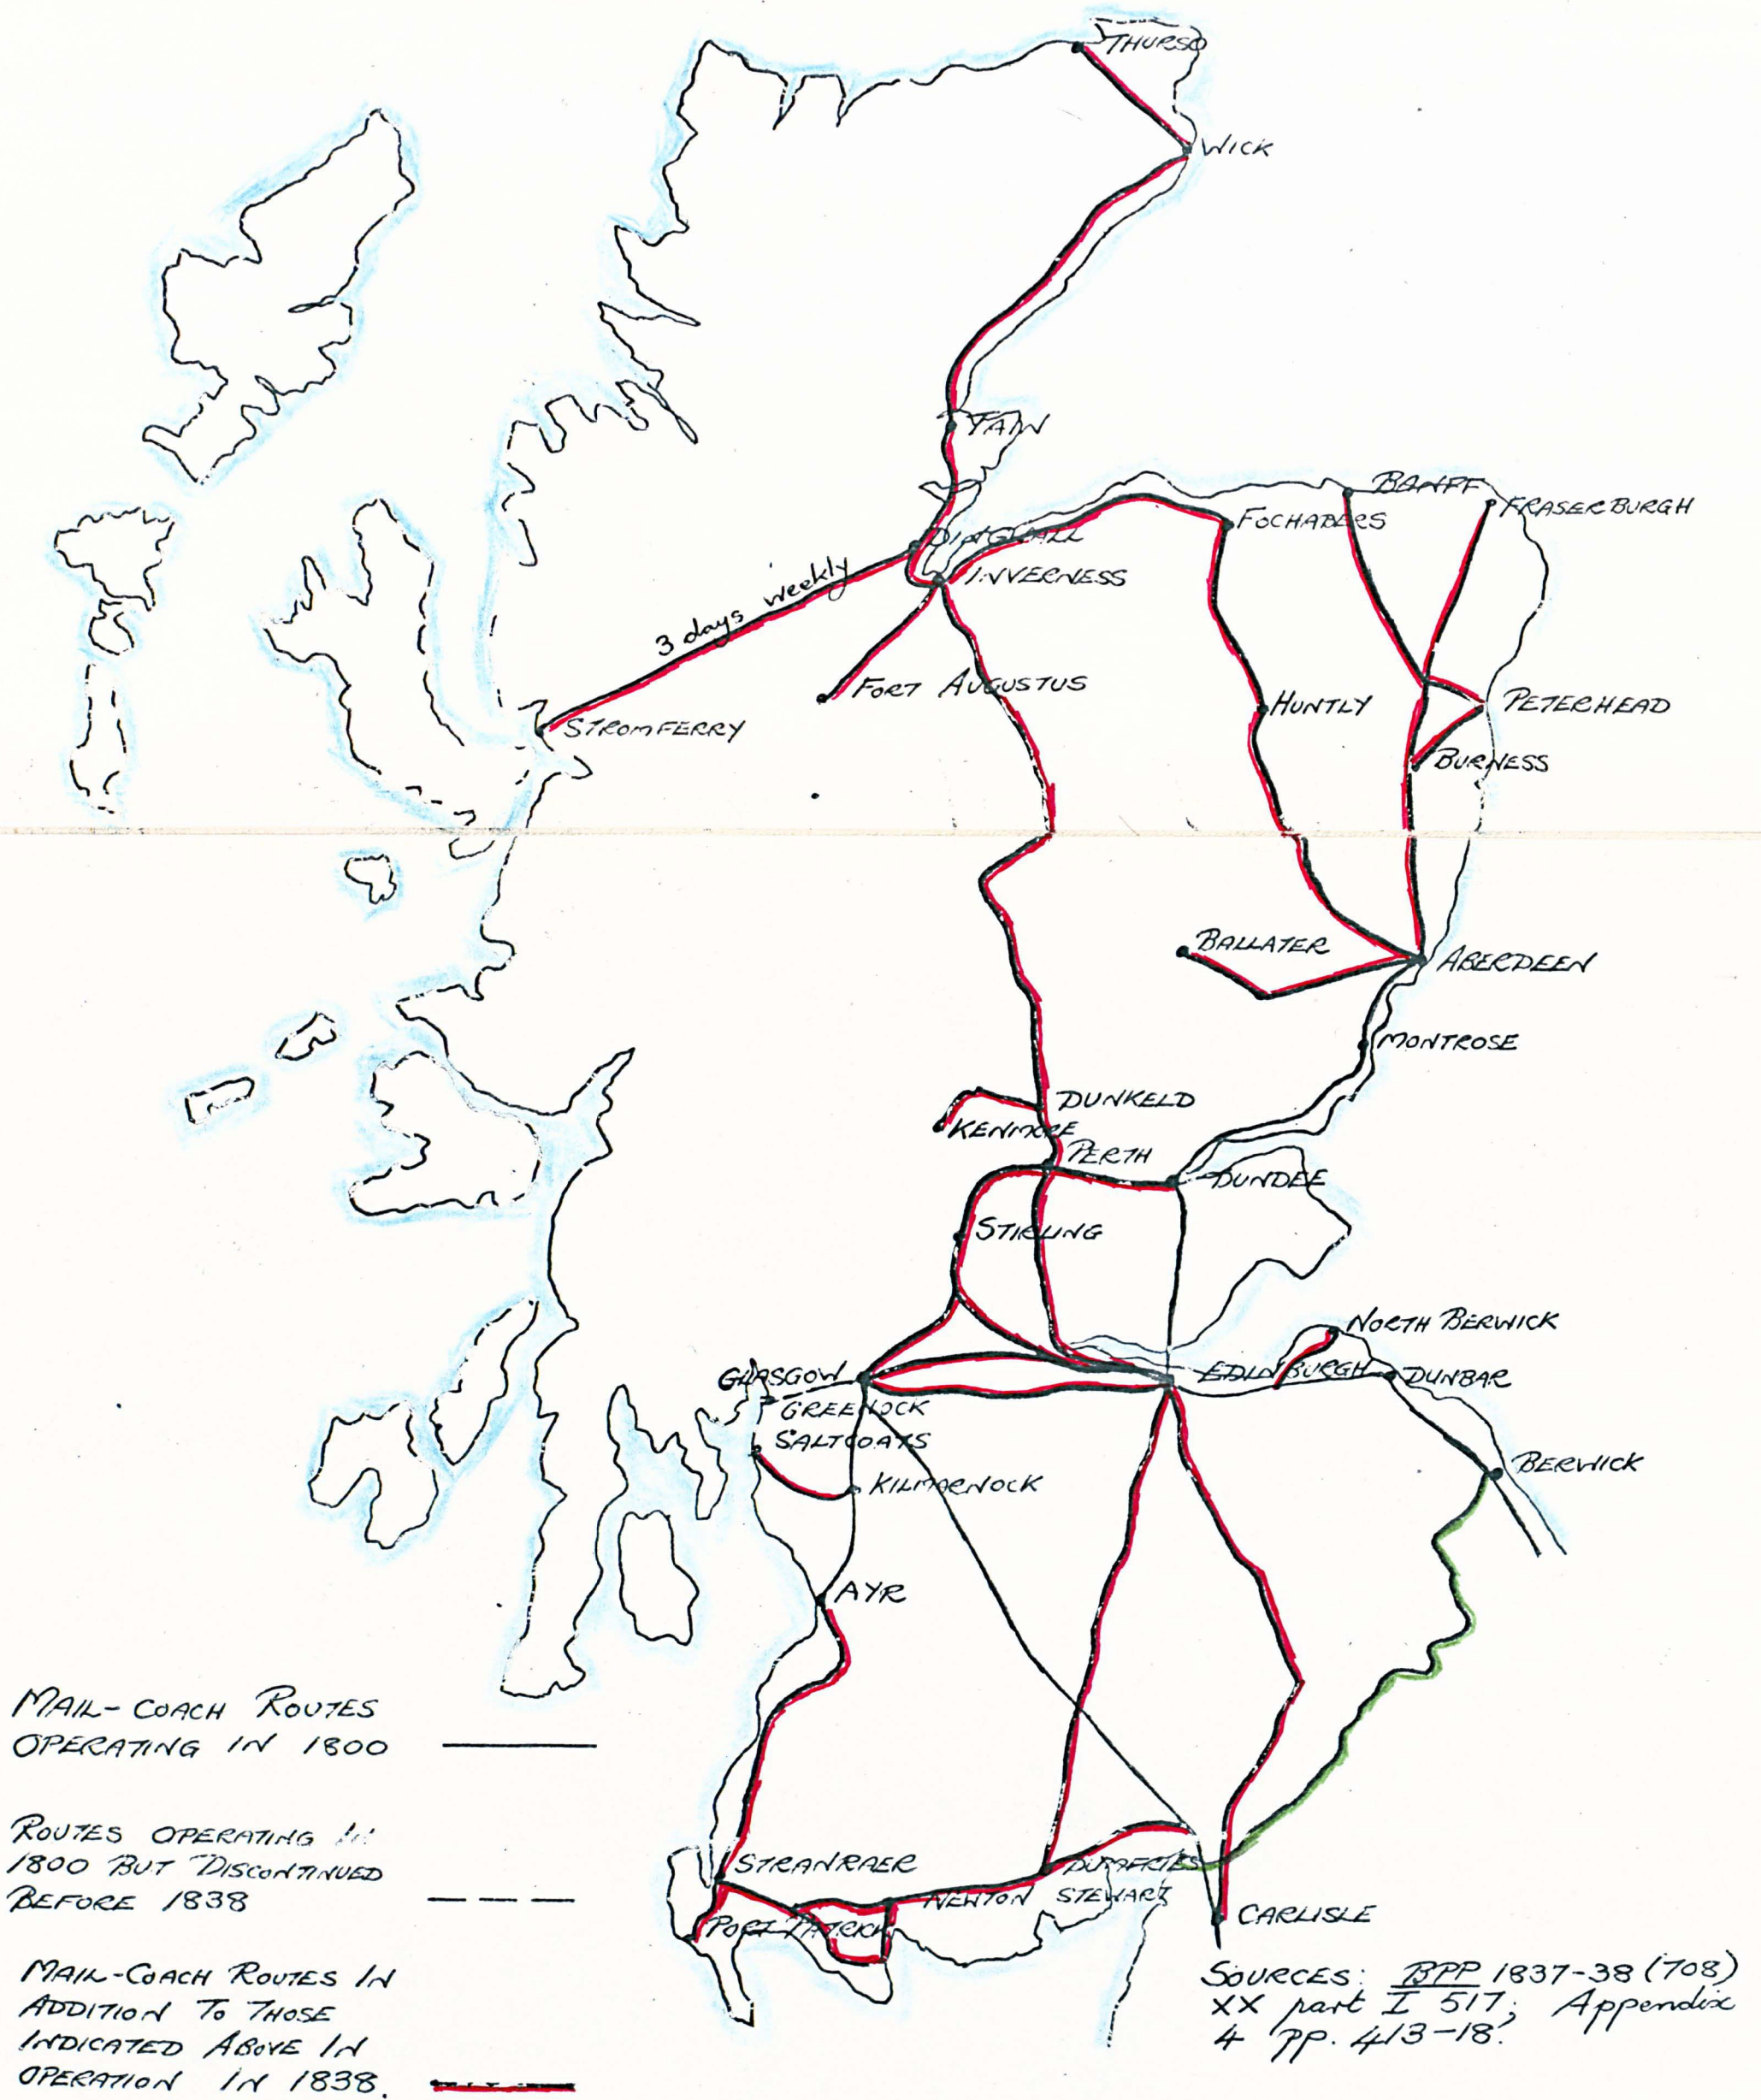 THURSO
WICK
TAIN
BANFF
FRASERBURGH
FOCHABERS
DINGWALL
INVERNESS
3 days weekly
FORT AUGUSTUS
STROMFERRY
HUNTLY
PETERHEAD
BURNESS
BALLATER
ABERDEEN
MONTROSE
DUNKELD
KENMORE
PERTH
DUNDEE
STIRLING
NORTH BERWICK
GLASGOW
EDINBURGH
DUNBAR
GREENOCK
SALTCOATS
BERWICK
KILMARNOCK
AYR
MAIL-COACH ROUTES
OPERATING IN 1800
ROUTES OPERATING IN
1800 BUT DISCONTINUED
BEFORE 1838
STRANRAER
DUMFRIES
NEWTON STEWART
PORT PATRICK
CARLISLE
MAIL-COACH ROUTES IN
ADDITION TO THOSE
INDICATED ABOVE IN
OPERATION IN 1838.
SOURCES: BPP 1837-38 (708)
XX part I 517; Appendix
4 pp. 413-18.